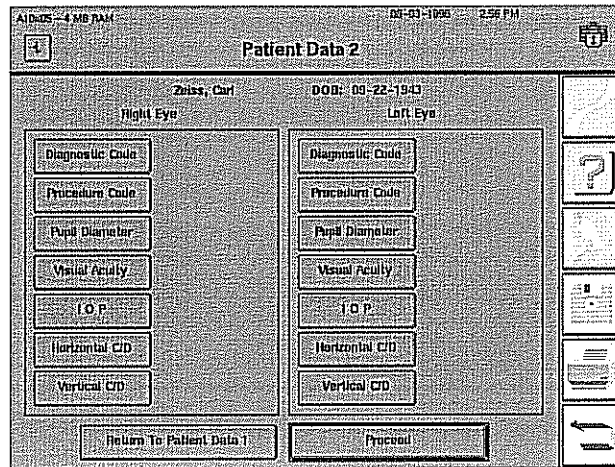 4 MB RAM 2:56 PM
Patient Data 2
Zeiss, Carl DOB: 09-22-1943
Right Eye Left Eye
Diagnostic Code Diagnostic Code
Procedure Code Procedure Code
Pupil Diameter Pupil Diameter
Visual Acuity Visual Acuity
I O P I O P
Horizontal C/D Horizontal C/D
Vertical C/D Vertical C/D
Return To Patient Data 1 Proceed
?